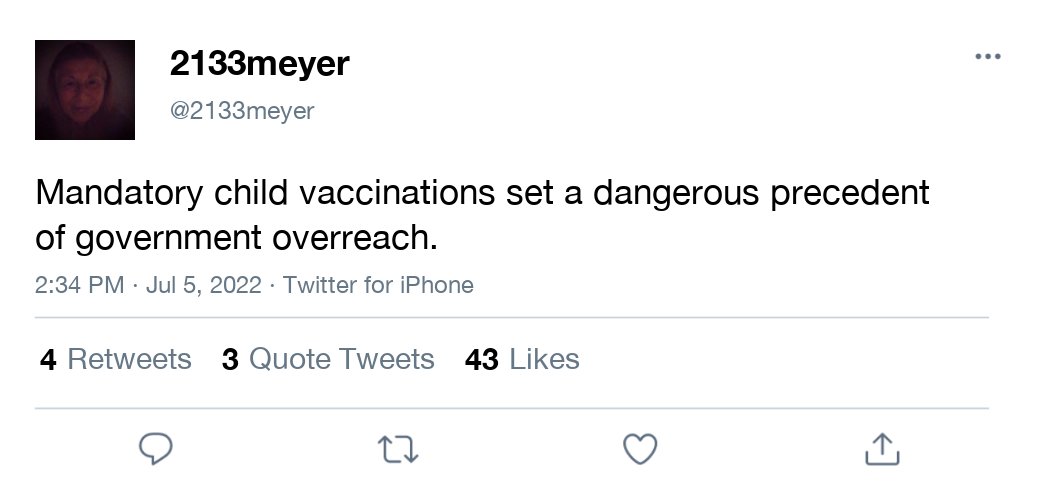 2133meyer
@2133meyer
Mandatory child vaccinations set a dangerous precedent
of government overreach.
2:34 PM · Jul 5, 2022 · Twitter for iPhone
4 Retweets 3 Quote Tweets 43 Likes